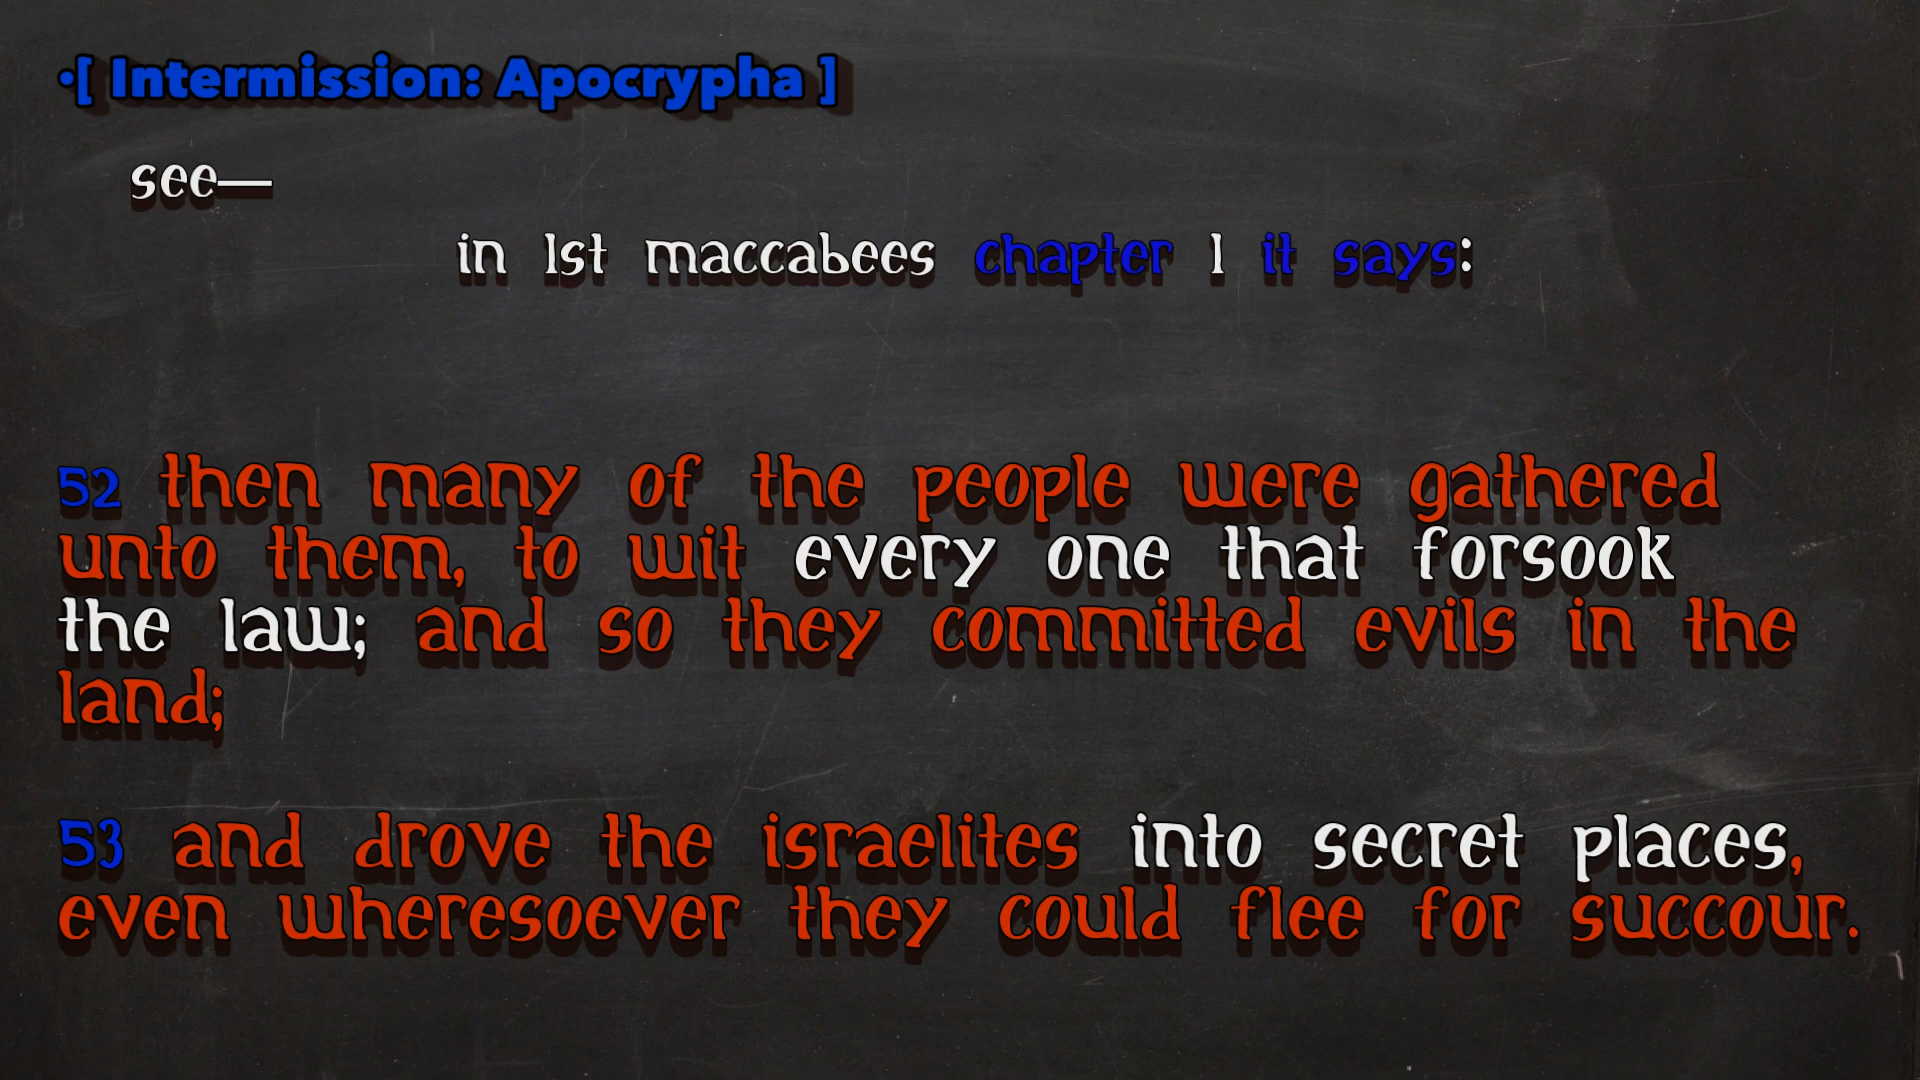 •[ Intermission: Apocrypha ]
see—
in 1st maccabees chapter 1 it says:
52 then many of the people were gathered
unto them, to wit every one that forsook
the law; and so they committed evils in the
land;
53 and drove the israelites into secret places,
even wheresoever they could flee for succour.